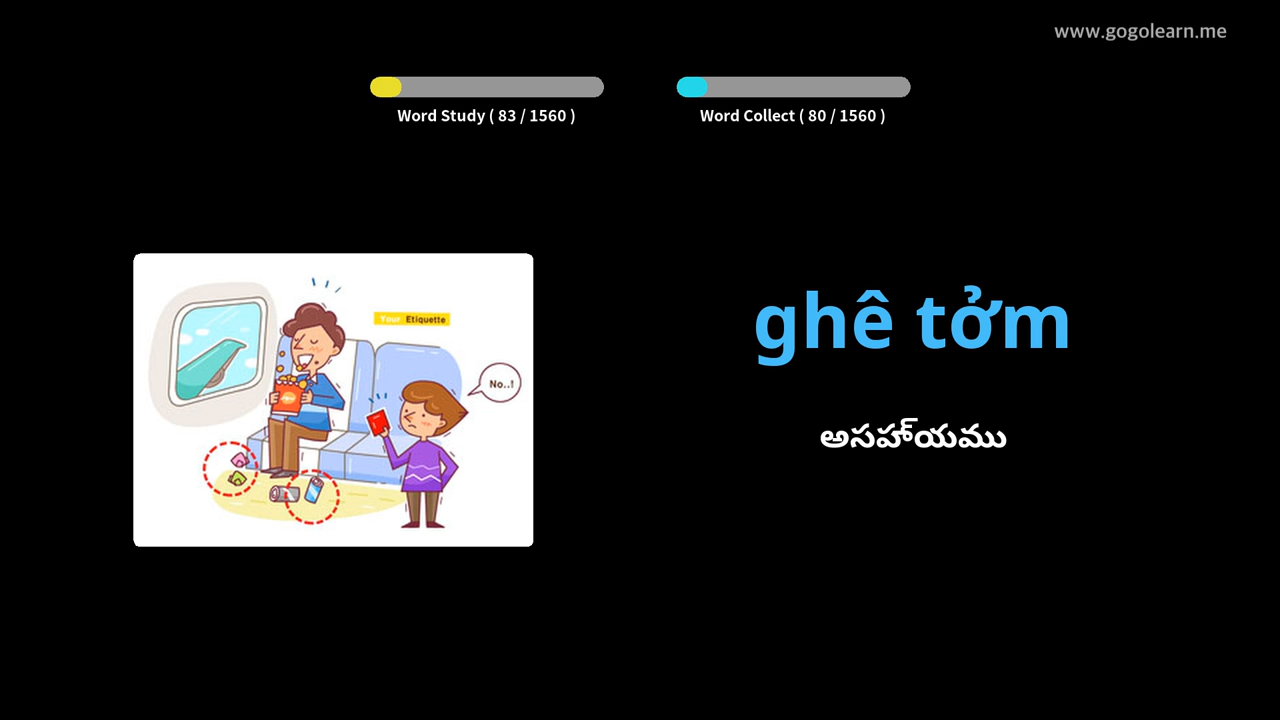 www.gogolearn.me
Word Study ( 83 / 1560 )
Word Collect ( 80 / 1560 )
Your Etiquette
No..!
ghê tởm
అసహ్యము